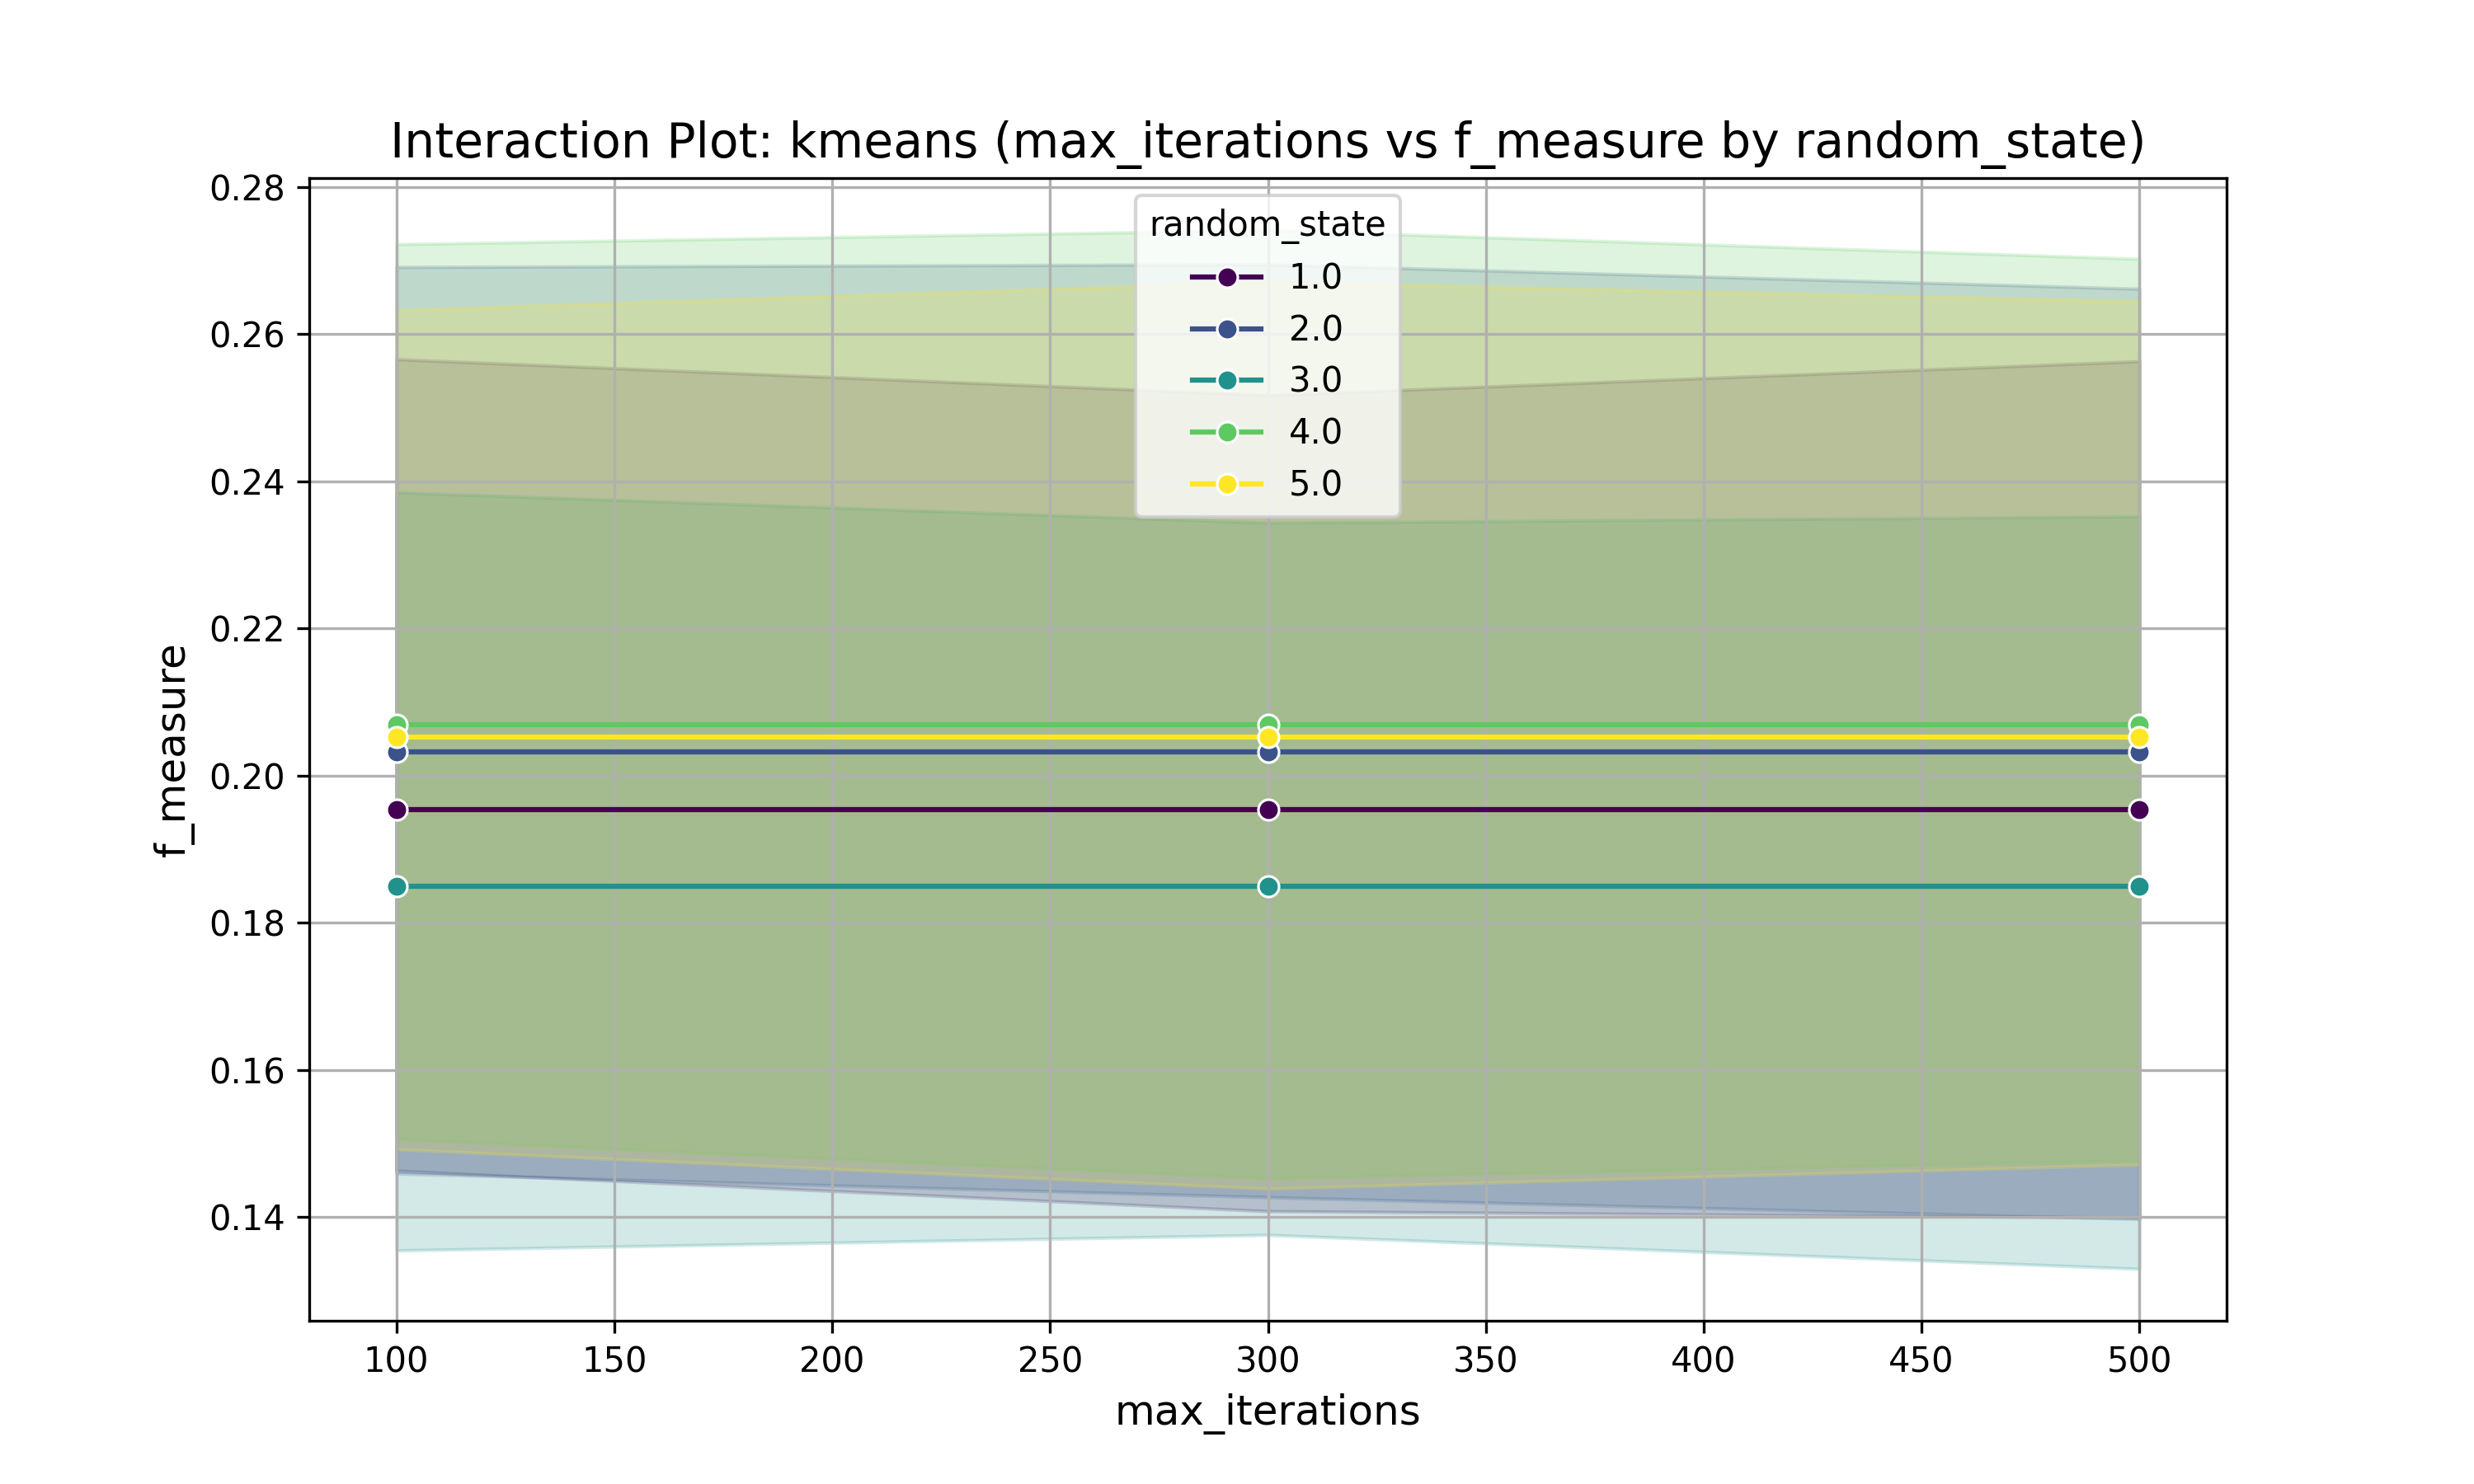 Interaction Plot: kmeans (max_iterations vs f_measure by random_state)
random_state
1.0
2.0
3.0
4.0
5.0
f_measure
0.28
0.26
0.24
0.22
0.20
0.18
0.16
0.14
100 150 200 250 300 350 400 450 500
max_iterations